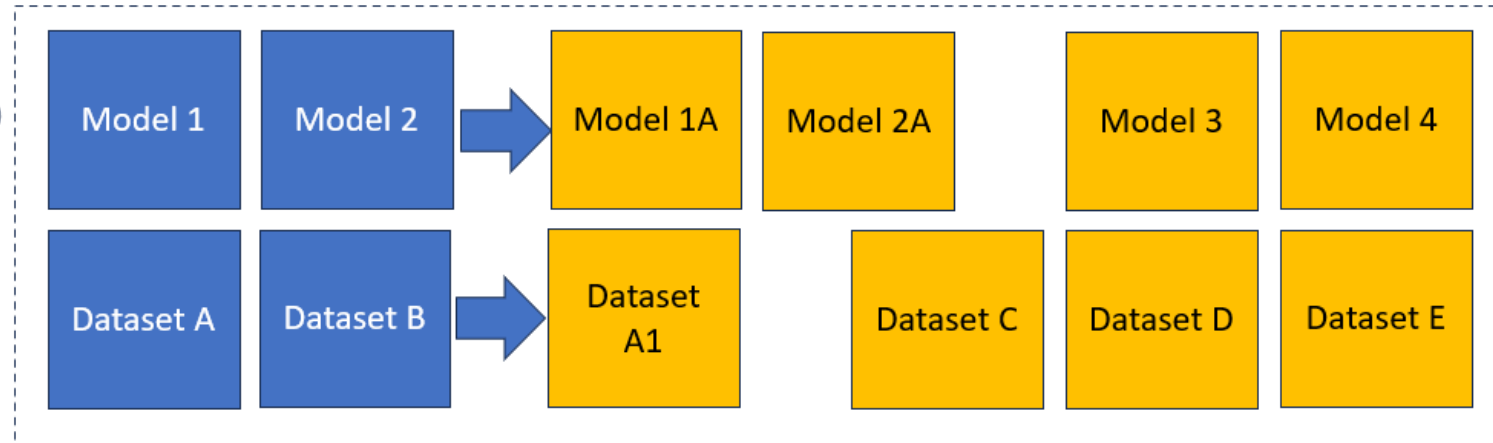 Model 1
Model 2
Model 1A
Model 2A
Model 3
Model 4
Dataset A
Dataset B
Dataset
A1
Dataset C
Dataset D
Dataset E